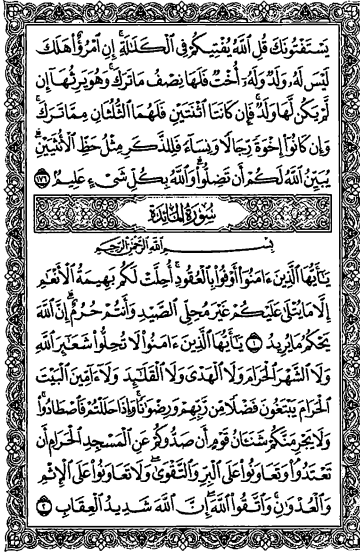 يَسْتَفْتُونَكَ قُلِ ٱللَّهُ يُفْتِيكُمْ فِى ٱلْكَلَـٰلَةِ ۚ إِنِ ٱمْرُؤٌا۟ هَلَكَ
لَيْسَ لَهُۥ وَلَدٌ وَلَهُۥٓ أُخْتٌ فَلَهَا نِصْفُ مَا تَرَكَ ۚ وَهُوَ يَرِثُهَآ إِن
لَّمْ يَكُن لَّهَا وَلَدٌ ۚ فَإِن كَانَتَا ٱثْنَتَيْنِ فَلَهُمَا ٱلثُّلُثَانِ مِمَّا تَرَكَ ۚ
وَإِن كَانُوٓا۟ إِخْوَةً رِّجَالًا وَنِسَآءً فَلِلذَّكَرِ مِثْلُ حَظِّ ٱلْأُنثَيَيْنِ ۗ
يُبَيِّنُ ٱللَّهُ لَكُمْ أَن تَضِلُّوا۟ ۗ وَٱللَّهُ بِكُلِّ شَىْءٍ عَلِيمٌۢ ١٧٦
سُورَةُ المَائِدَة
بِسْمِ ٱللَّهِ ٱلرَّحْمَـٰنِ ٱلرَّحِيمِ
يَـٰٓأَيُّهَا ٱلَّذِينَ ءَامَنُوٓا۟ أَوْفُوا۟ بِٱلْعُقُودِ ۚ أُحِلَّتْ لَكُم بَهِيمَةُ ٱلْأَنْعَـٰمِ
إِلَّا مَا يُتْلَىٰ عَلَيْكُمْ غَيْرَ مُحِلِّى ٱلصَّيْدِ وَأَنتُمْ حُرُمٌ ۗ إِنَّ ٱللَّهَ
يَحْكُمُ مَا يُرِيدُ ١ يَـٰٓأَيُّهَا ٱلَّذِينَ ءَامَنُوا۟ لَا تُحِلُّوا۟ شَعَـٰٓئِرَ ٱللَّهِ
وَلَا ٱلشَّهْرَ ٱلْحَرَامَ وَلَا ٱلْهَدْىَ وَلَا ٱلْقَلَـٰٓئِدَ وَلَآ ءَآمِّينَ ٱلْبَيْتَ
ٱلْحَرَامَ يَبْتَغُونَ فَضْلًا مِّن رَّبِّهِمْ وَرِضْوَٰنًا ۚ وَإِذَا حَلَلْتُمْ فَٱصْطَادُوا۟ ۚ
وَلَا يَجْرِمَنَّكُمْ شَنَـَٔانُ قَوْمٍ أَن صَدُّوكُمْ عَنِ ٱلْمَسْجِدِ ٱلْحَرَامِ أَن
تَعْتَدُوا۟ ۘ وَتَعَاوَنُوا۟ عَلَى ٱلْبِرِّ وَٱلتَّقْوَىٰ ۖ وَلَا تَعَاوَنُوا۟ عَلَى ٱلْإِثْمِ
وَٱلْعُدْوَٰنِ ۚ وَٱتَّقُوا۟ ٱللَّهَ ۖ إِنَّ ٱللَّهَ شَدِيدُ ٱلْعِقَابِ ٢